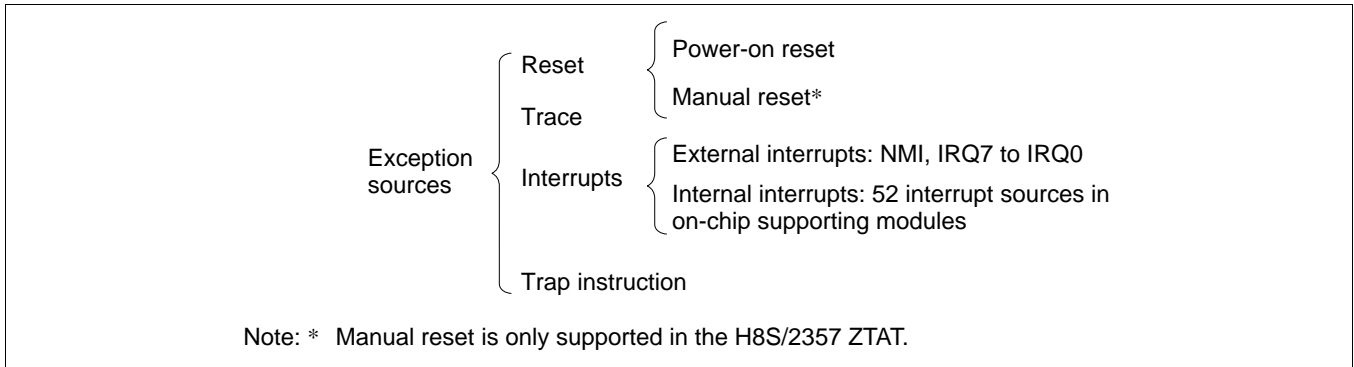 Exception
sources
Reset
Power-on reset
Manual reset*
Trace
Interrupts
External interrupts: NMI, IRQ7 to IRQ0
Internal interrupts: 52 interrupt sources in
on-chip supporting modules
Trap instruction
Note: * Manual reset is only supported in the H8S/2357 ZTAT.